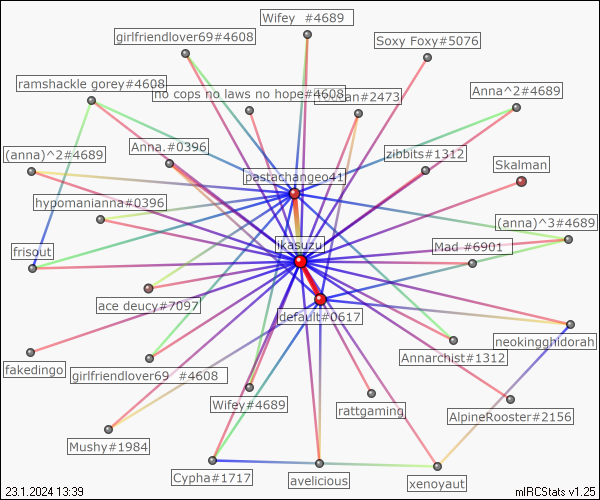 Wifey  #4689
girlfriendlover69#4608
Soxy Foxy#5076
ramshackle gorey#4608
no cops no laws no hope#4608
#2473
Anna^2#4689
Anna.#0396
(anna)^2#4689
zibbits#1312
Skalman
pastachangeo41
hypomanianna#0396
(anna)^3#4689
ikasuzu
Mad #6901
frisout
ace deucy#7097
default#0617
neokingghidorah
Annarchist#1312
fakedingo
girlfriendlover69  #4608
Wifey#4689
rattgaming
AlpineRooster#2156
Mushy#1984
Cypha#1717
avelicious
xenoyaut
23.1.2024 13:39
mIRCStats v1.25